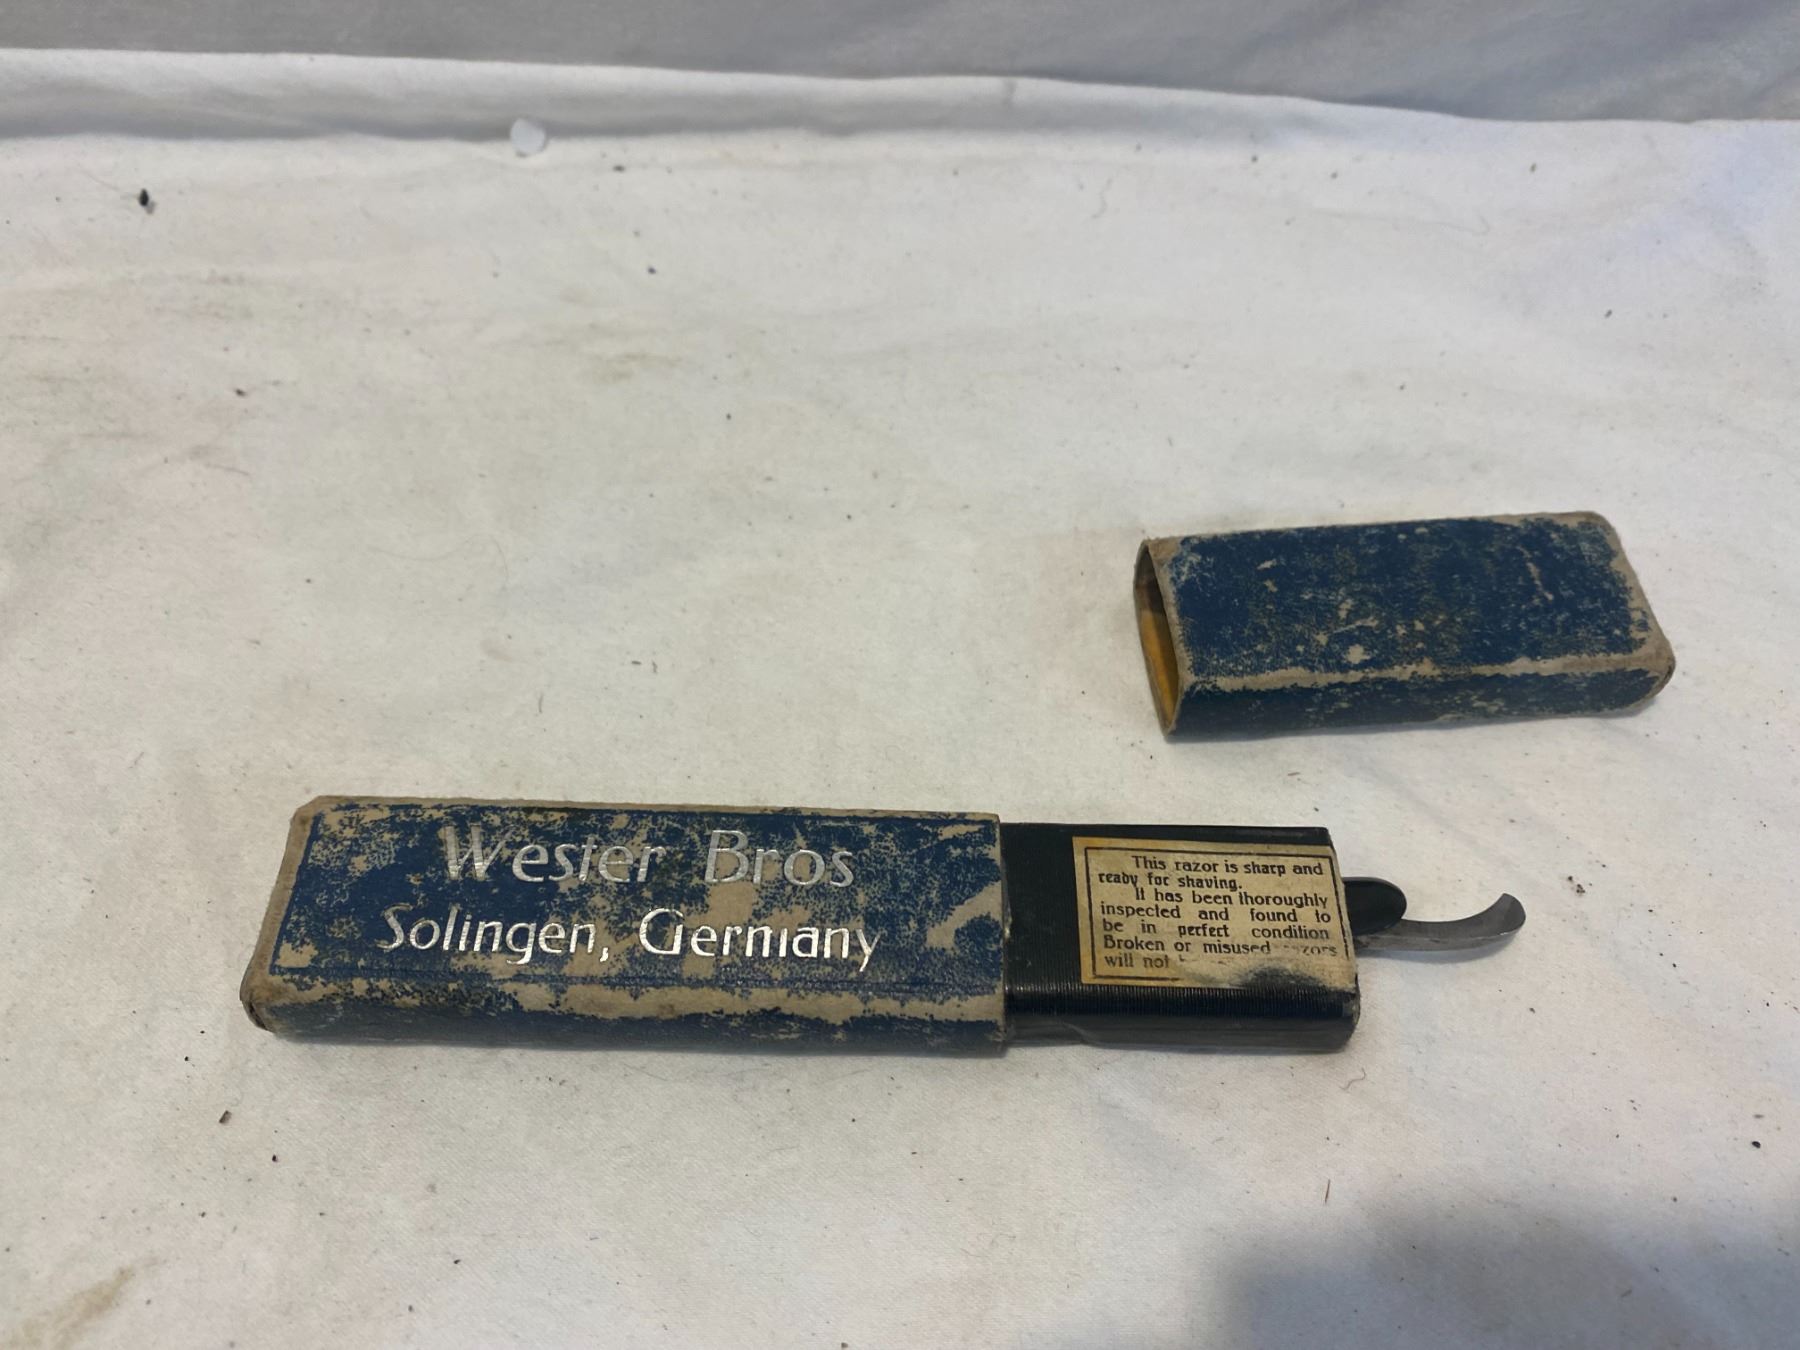 Wester Bros
Solingen, Germany
This razor is sharp and
ready for shaving.
It has been thoroughly
inspected and found to
be in perfect condition
Broken or misused razors
will not